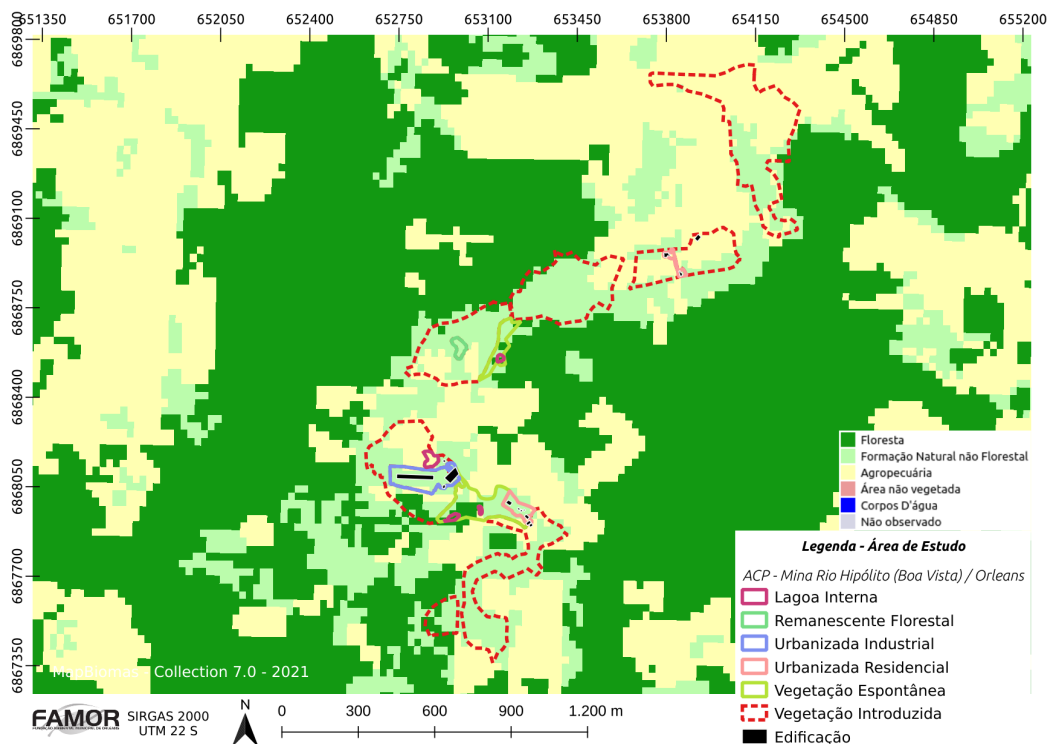 651350 651700 652050 652400 652750 653100 653450 653800 654150 654500 654850 655200
6869800
6869450
6869100
6868750
6868400
6868050
6867700
6867350
Floresta
Formação Natural não Florestal
Agropecuária
Área não vegetada
Corpos D'água
Não observado
Legenda - Área de Estudo
ACP - Mina Rio Hipólito (Boa Vista) / Orleans
Lagoa Interna
Remanescente Florestal
Urbanizada Industrial
Urbanizada Residencial
Vegetação Espontânea
Vegetação Introduzida
Edificação
MapBiomas - Collection 7.0 - 2021
FAMOR
SIRGAS 2000
UTM 22 S
N
0 300 600 900 1.200 m